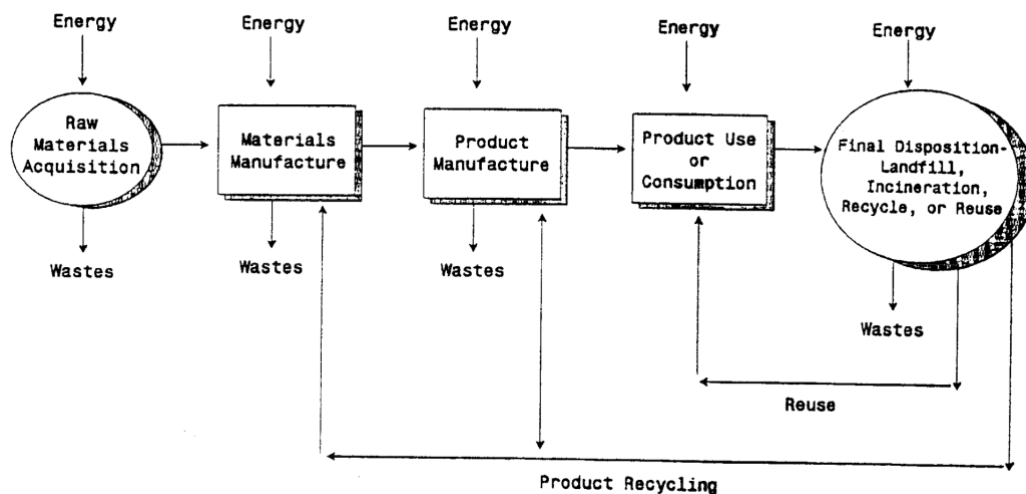 Energy
Energy
Energy
Energy
Energy
Raw
Materials
Acquisition
Materials
Manufacture
Product
Manufacture
Product Use
or
Consumption
Final Disposition-
Landfill,
Incineration,
Recycle, or Reuse
Wastes
Wastes
Wastes
Wastes
Reuse
Product Recycling